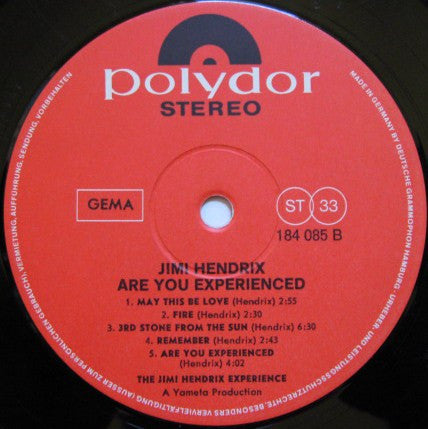 polydor
STEREO
GEMA
ST 33
184 085 B
JIMI HENDRIX
ARE YOU EXPERIENCED
1. MAY THIS BE LOVE (Hendrix) 2:55
2. FIRE (Hendrix) 2:30
3. 3RD STONE FROM THE SUN (Hendrix) 6:30
4. REMEMBER (Hendrix) 2:43
5. ARE YOU EXPERIENCED
(Hendrix) 4:02
THE JIMI HENDRIX EXPERIENCE
A Yameta Production
MADE IN GERMANY BY DEUTSCHE GRAMMOPHON HAMBURG · URHEBER- UND LEISTUNGSSCHUTZRECHTE, BESONDERS VERVIELFÄLTIGUNG (AUSSER ZUM PERSÖNLICHEN GEBRAUCH), VERMIETUNG, AUFFÜHRUNG, SENDUNG, VORBEHALTEN